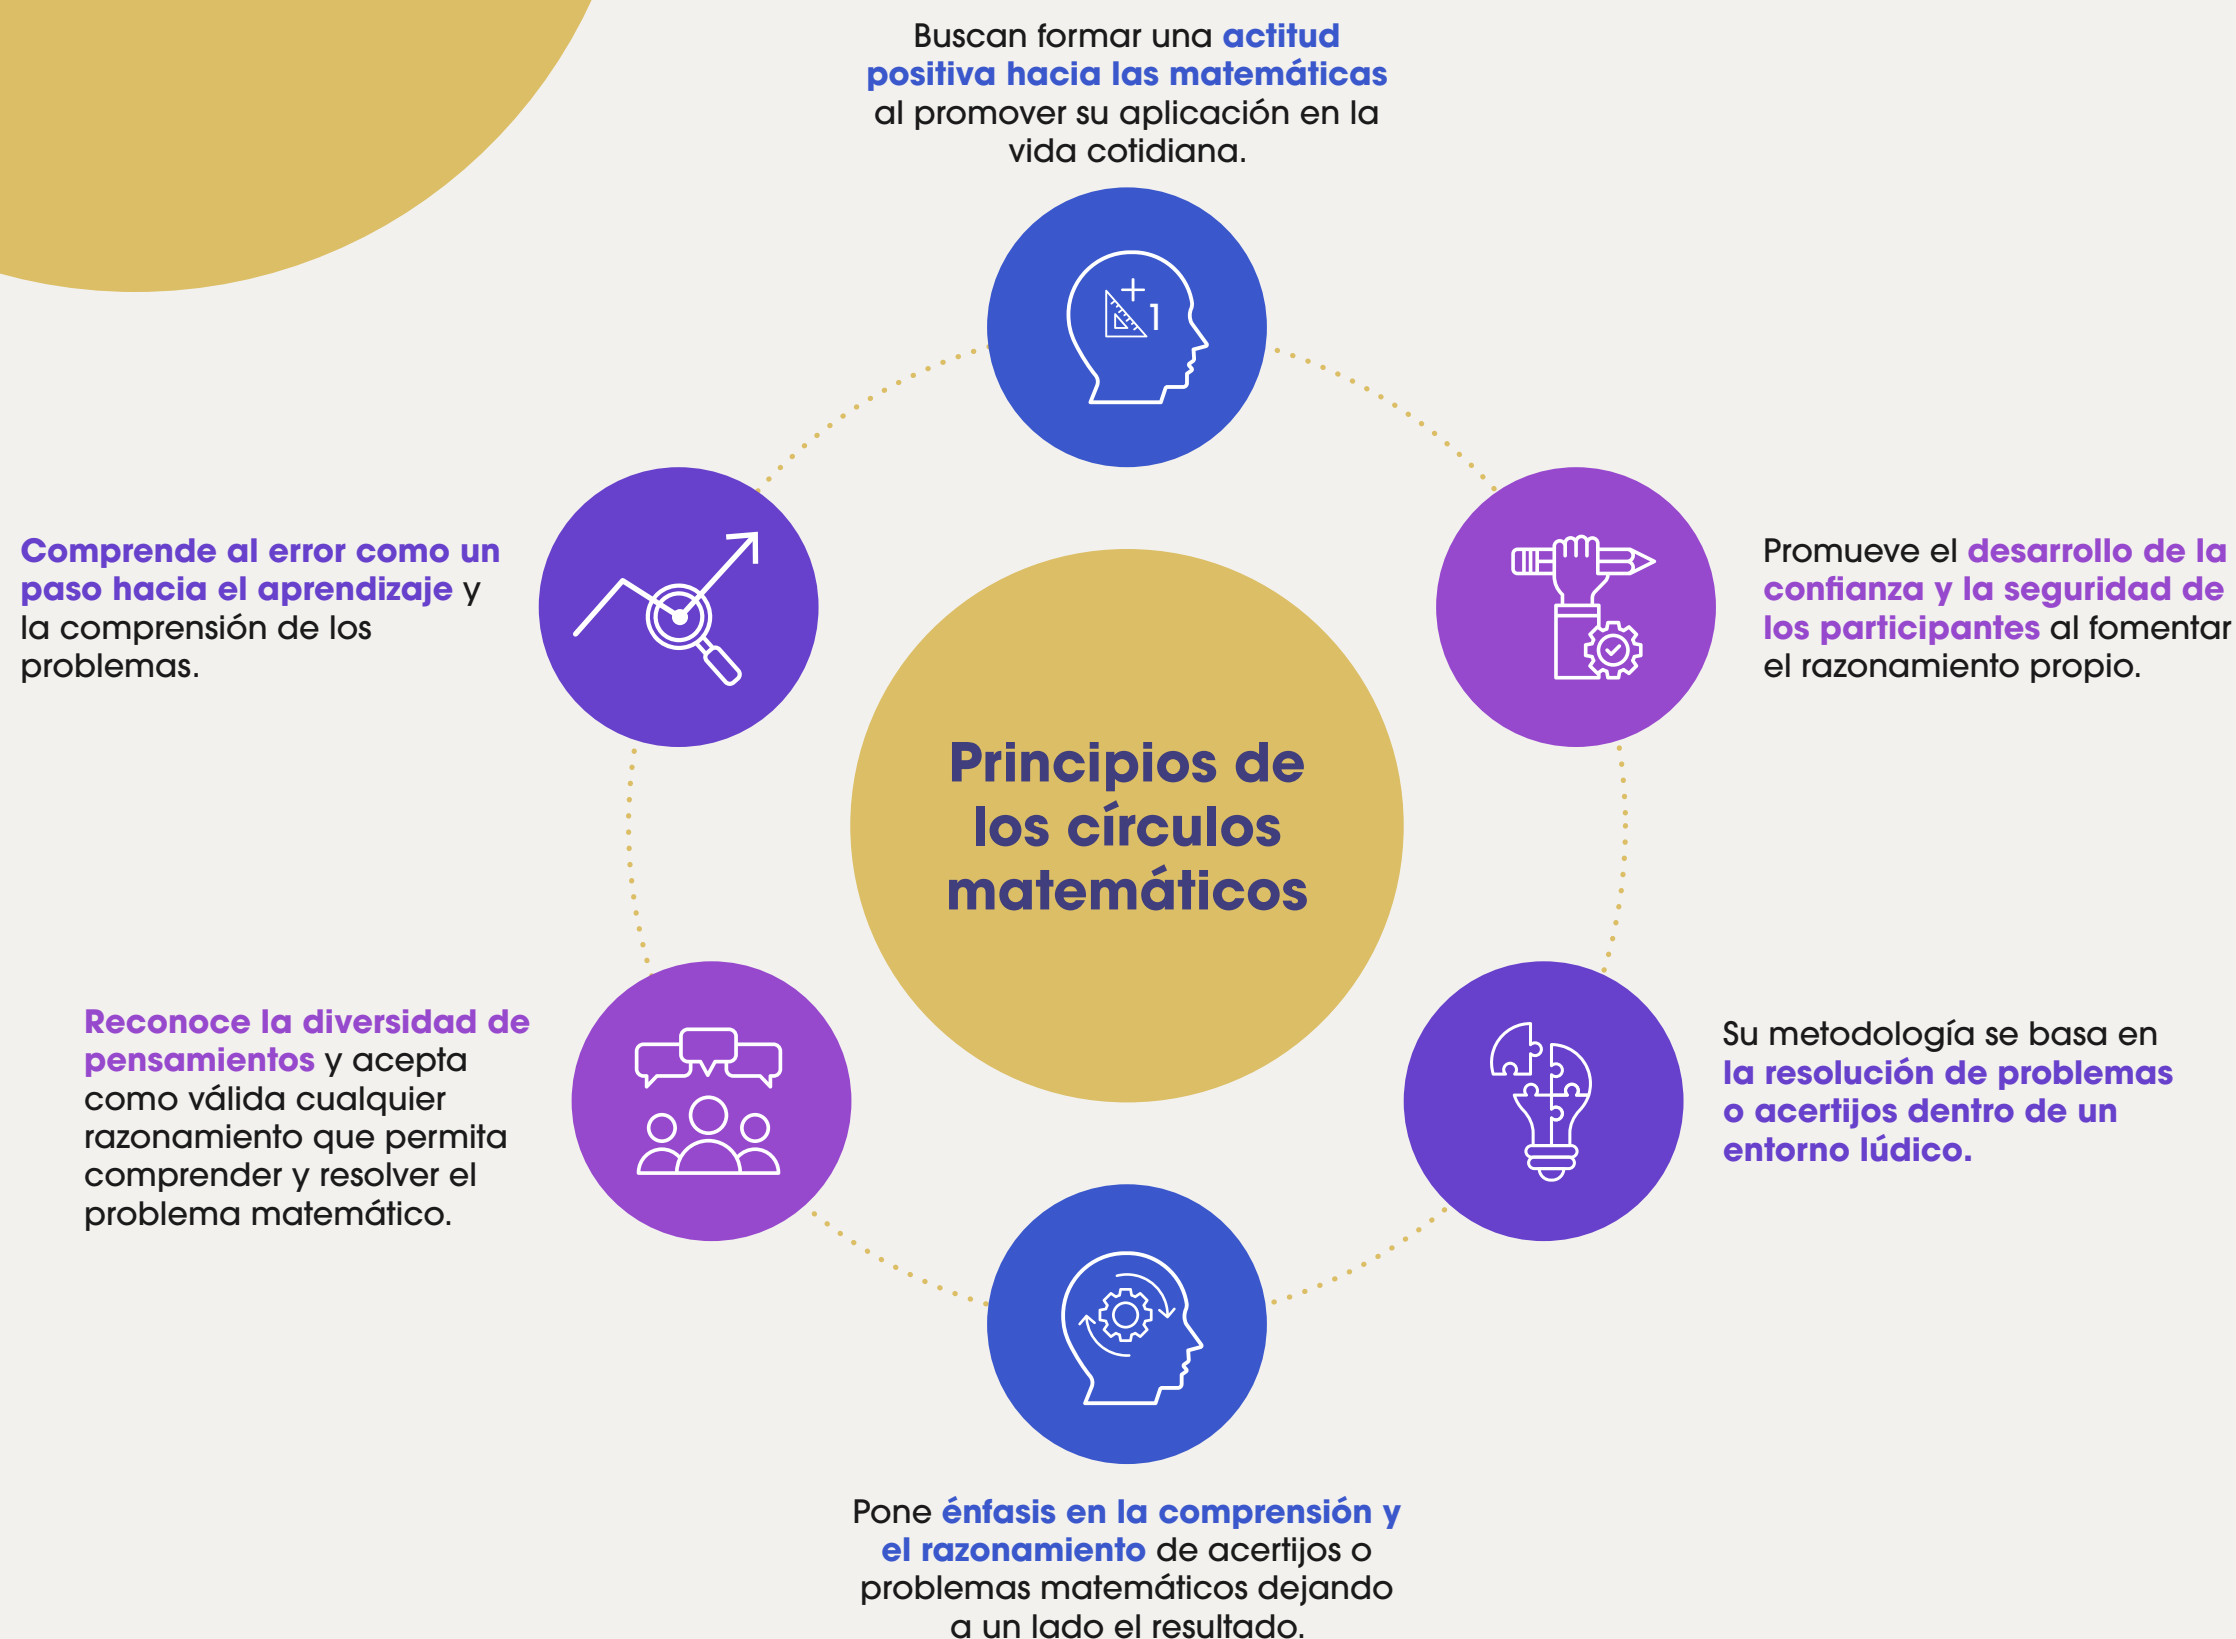 Buscan formar una actitud
positiva hacia las matemáticas
al promover su aplicación en la
vida cotidiana.
+
1
Comprende al error como un
paso hacia el aprendizaje y
la comprensión de los
problemas.
Promueve el desarrollo de la
confianza y la seguridad de
los participantes al fomentar
el razonamiento propio.
Principios de
los círculos
matemáticos
Reconoce la diversidad de
pensamientos y acepta
como válida cualquier
razonamiento que permita
comprender y resolver el
problema matemático.
Su metodología se basa en
la resolución de problemas
o acertijos dentro de un
entorno lúdico.
Pone énfasis en la comprensión y
el razonamiento de acertijos o
problemas matemáticos dejando
a un lado el resultado.